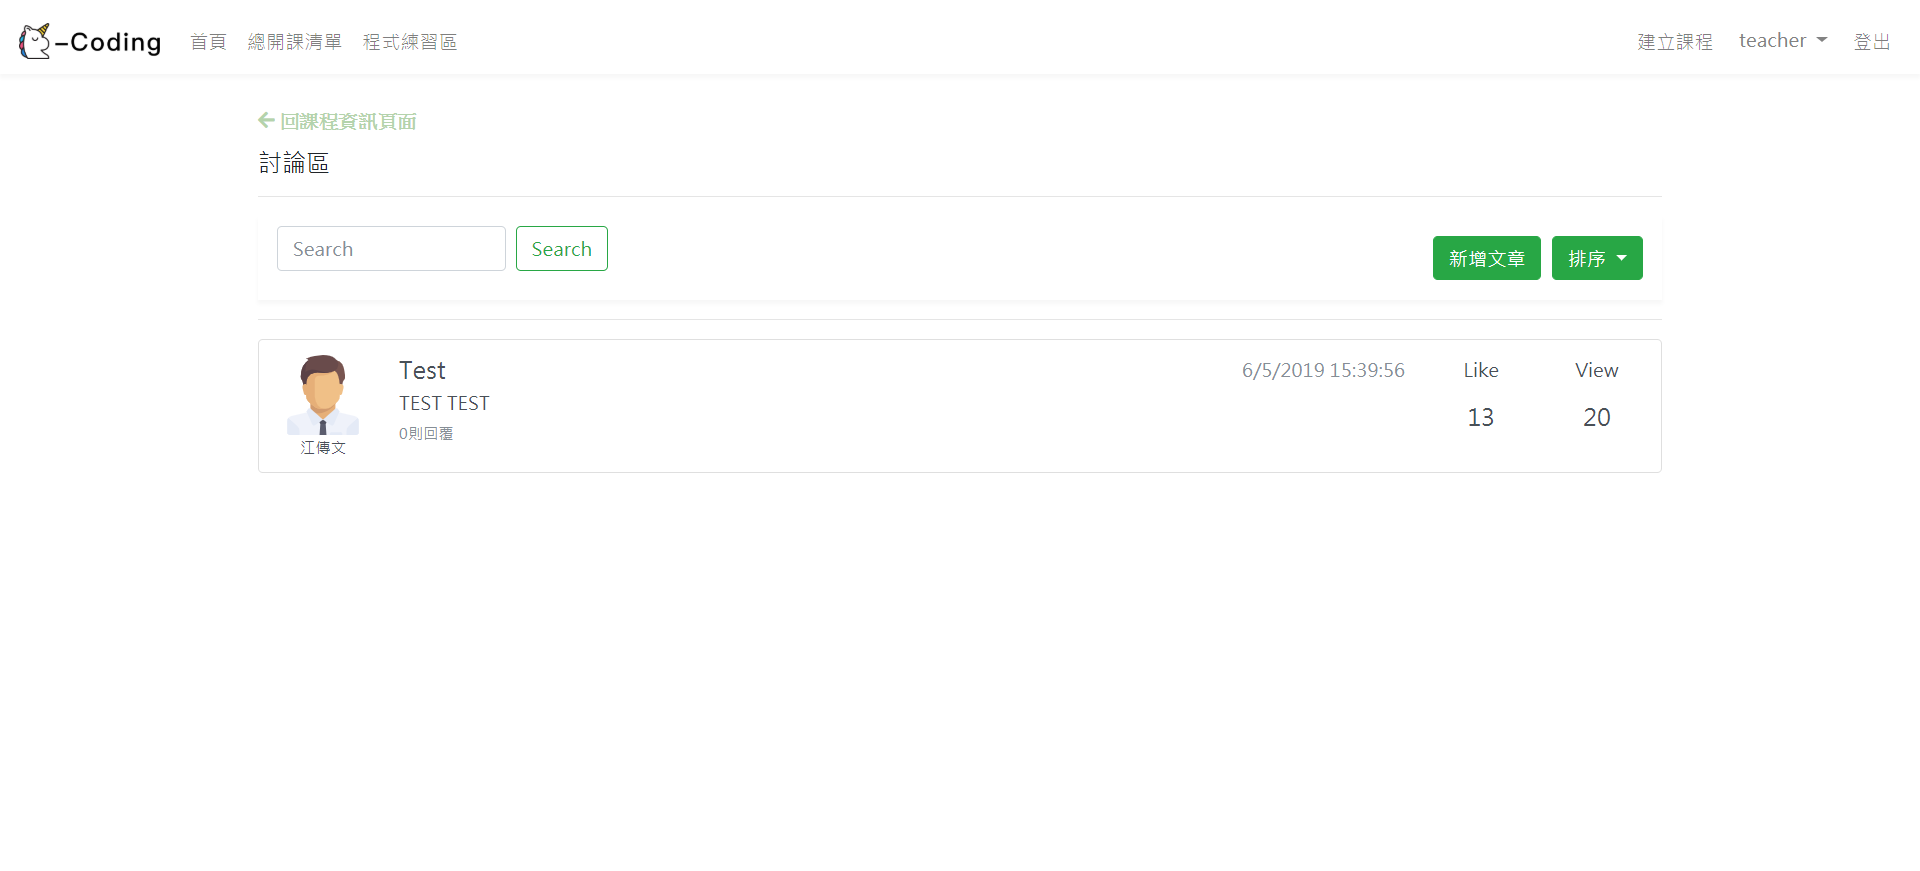 -Coding 首頁 總開課清單 程式練習區 建立課程 teacher 登出
回課程資訊頁面
討論區
Search Search 新增文章 排序
Test 6/5/2019 15:39:56 Like View
TEST TEST 13 20
0則回覆
江傳文